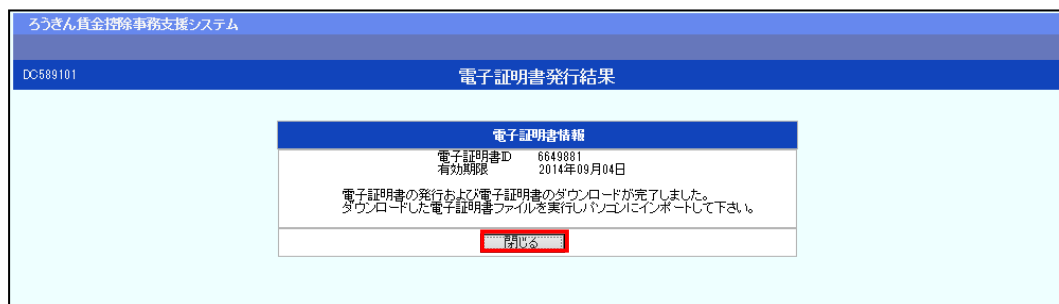 ろうきん賃金控除事務支援システム
DC589101
電子証明書発行結果
電子証明書情報
電子証明書ID 6649881
有効期限 2014年09月04日
電子証明書の発行および電子証明書のダウンロードが完了しました。
ダウンロードした電子証明書ファイルを実行しパソコンにインポートして下さい。
閉じる